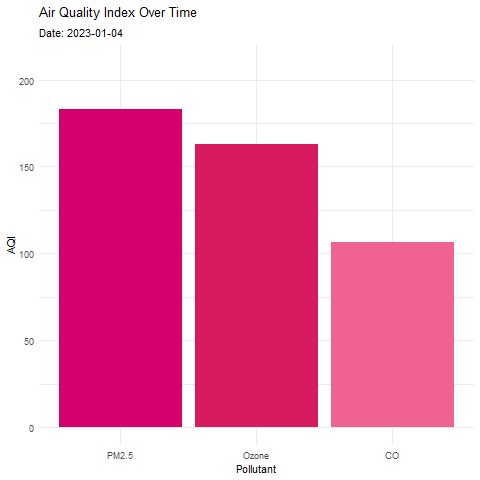 Air Quality Index Over Time
Date: 2023-01-04
200
150
100
50
0
AQI
PM2.5
Ozone
CO
Pollutant